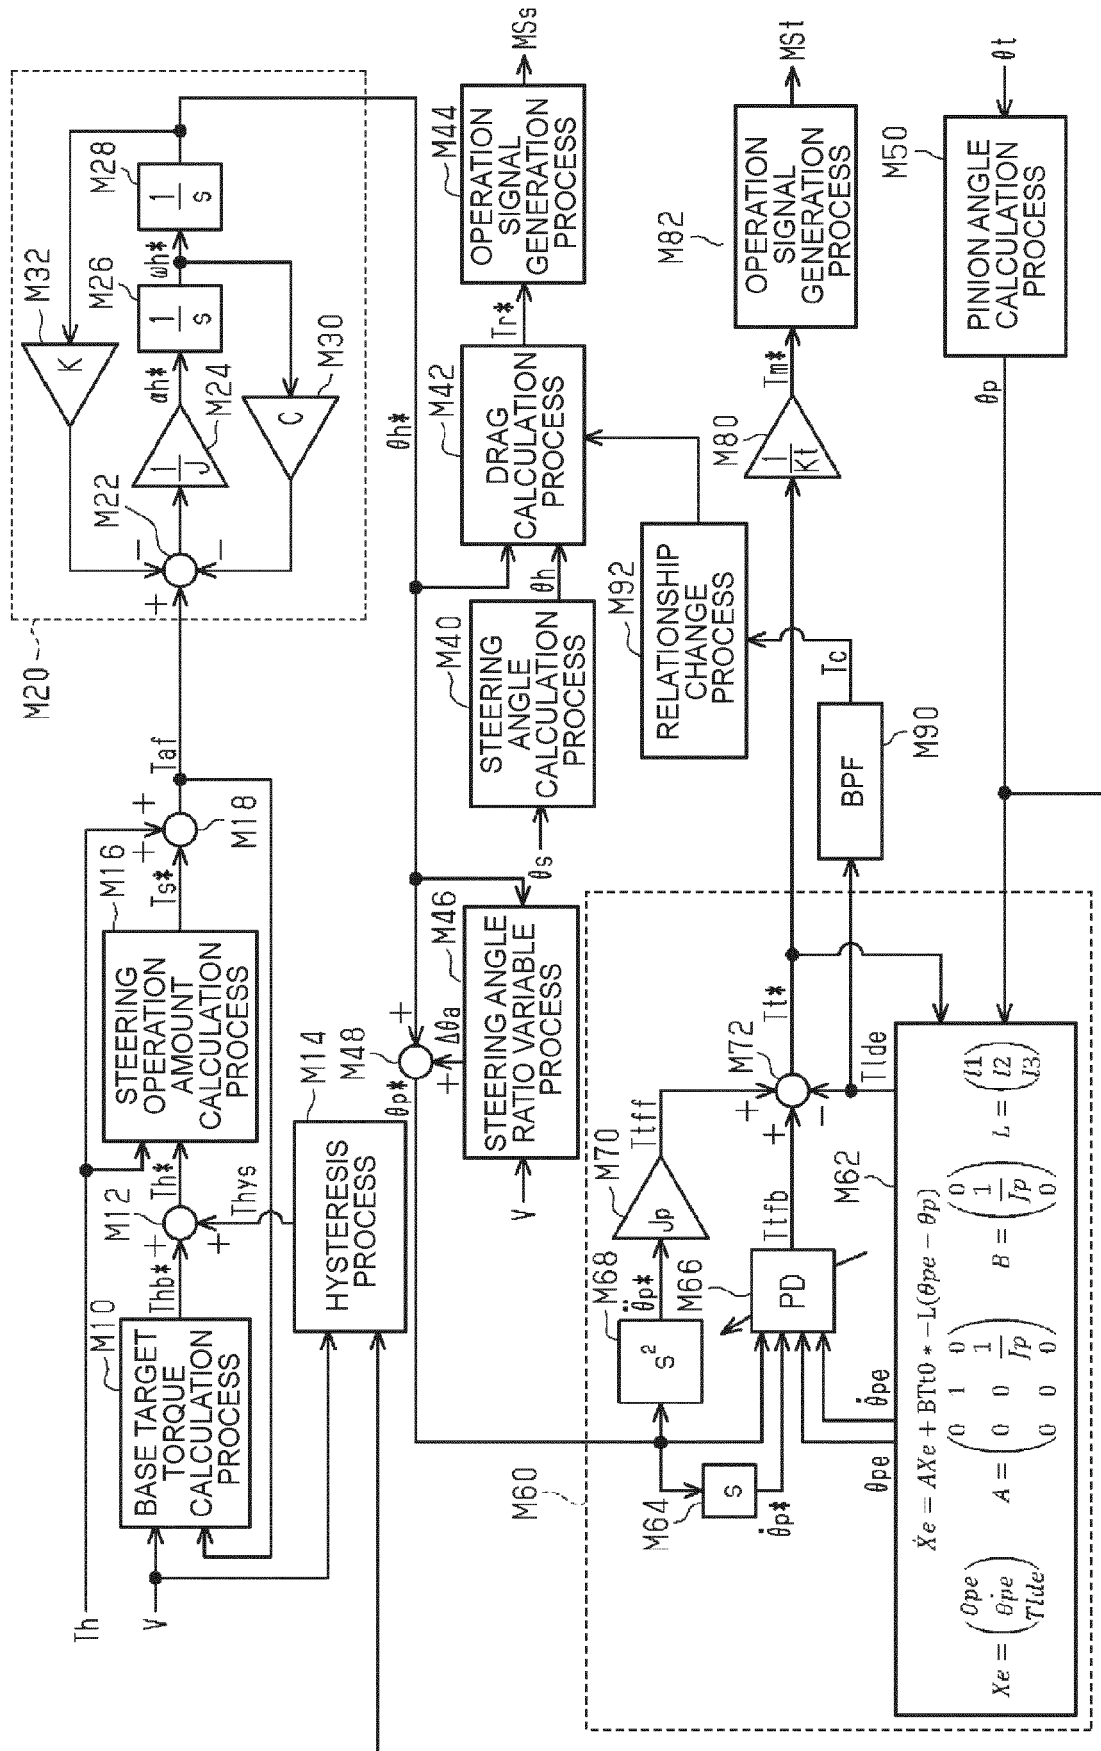 Th
V
M10
BASE TARGET
TORQUE
CALCULATION
PROCESS
Thb*
+
+
M12
Th*
Thys
M14
HYSTERESIS
PROCESS
M16
STEERING
OPERATION
AMOUNT
CALCULATION
PROCESS
Ts*
+
+
M18
Taf
M20
+
−
−
M22
1/J
M24
αh*
1/s
M26
ωh*
1/s
M28
C
M30
K
M32
θh*
M48
+
+
θp*
Δθa
M46
STEERING ANGLE
RATIO VARIABLE
PROCESS
V
θs
M40
STEERING
ANGLE
CALCULATION
PROCESS
θh
M42
DRAG
CALCULATION
PROCESS
Tr*
M44
OPERATION
SIGNAL
GENERATION
PROCESS
MSs
M92
RELATIONSHIP
CHANGE
PROCESS
Tc
BPF
M90
M60
M64
s
θ̇p*
M68
s²
θ̈p*
M70
Jp
Ttff
M66
PD
Ttfb
+
+
−
M72
Tt*
Tlde
M80
1/Kt
Tm*
M82
OPERATION
SIGNAL
GENERATION
PROCESS
MSt
θpe
θ̇pe
M62
Ẋe = AXe + BTt0 * −L(θpe − θp)
Xe = (θpe θ̇pe Tlde) A = (0 1 0 0 0 1/Jp 0 0 0) B = (0 1/Jp 0) L = (l1 l2 l3)
θp
M50
PINION ANGLE
CALCULATION
PROCESS
θt